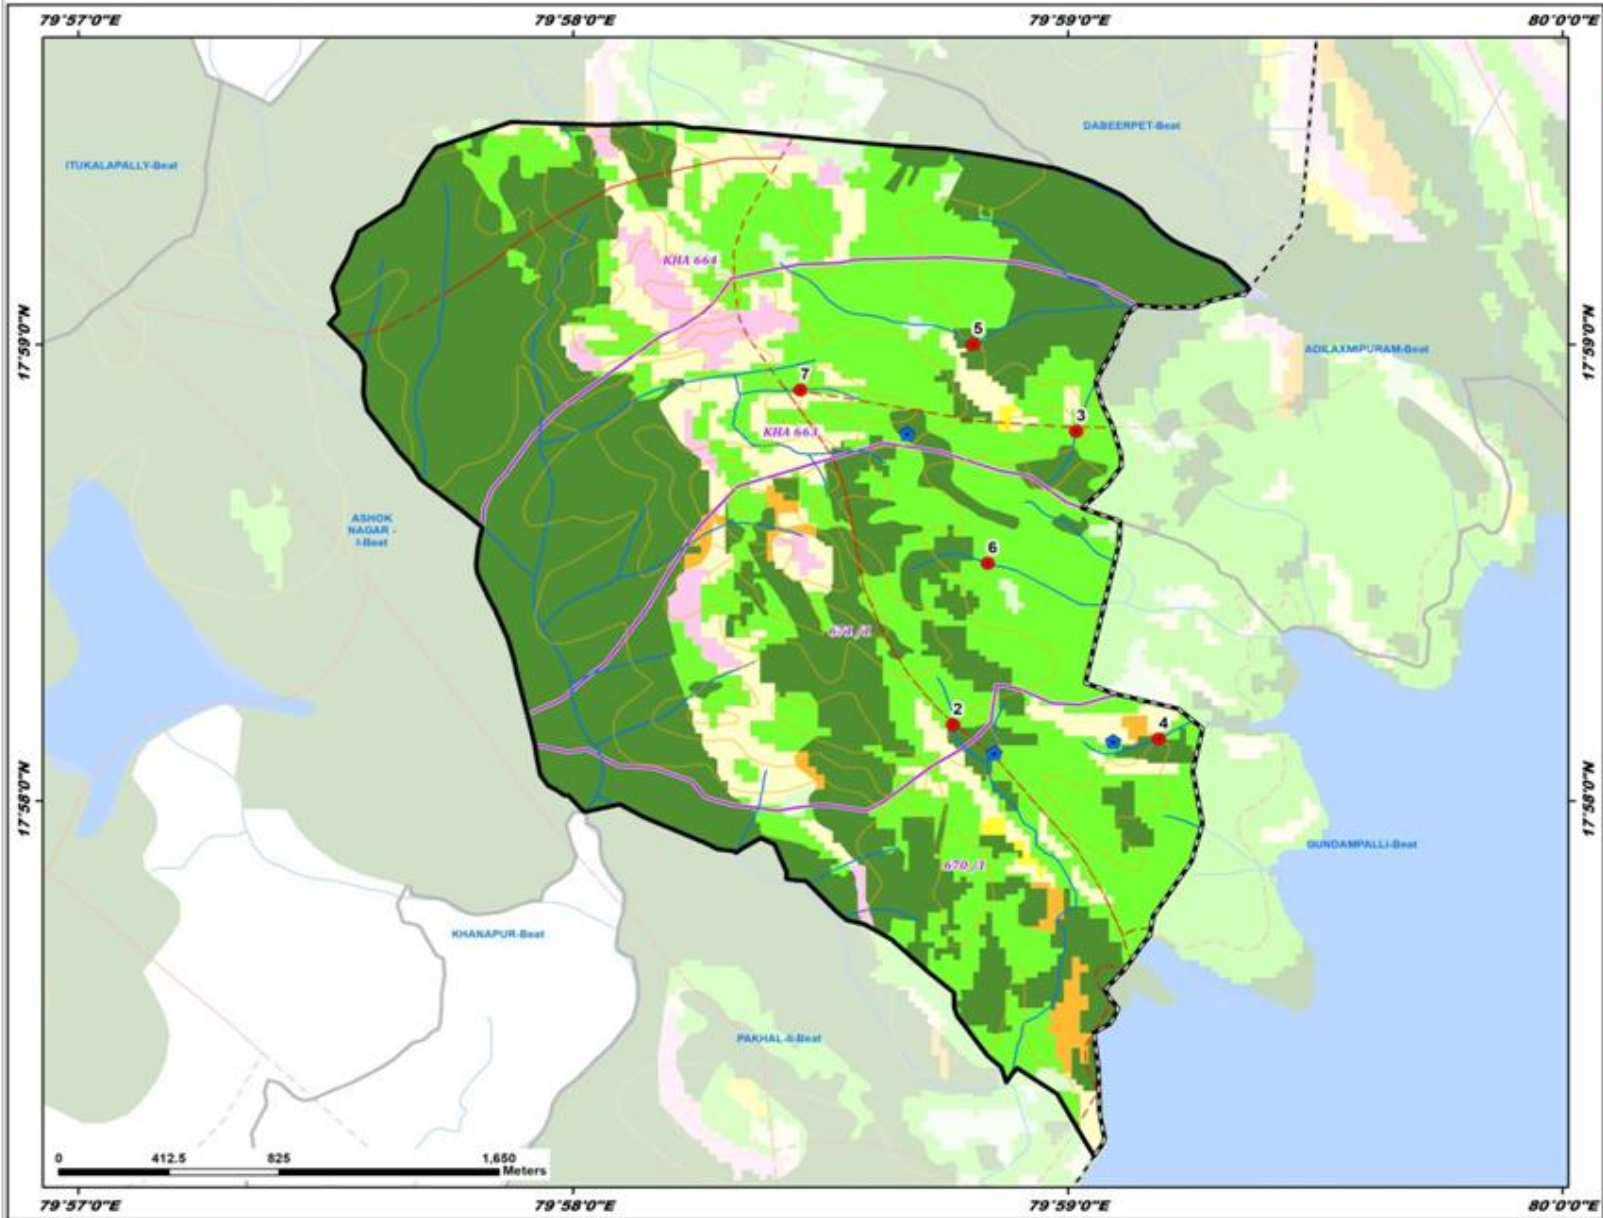 79°57'0"E 79°58'0"E 79°59'0"E 80°0'0"E
DABEERPET-Beat
ITUKALAPALLY-Beat
KHA 664
17°59'0"N
17°59'0"N
5
ADILAXMIPURAM-Beat
7
3
KHA 663
ASHOK
NAGAR -
I-Beat
6
671 /1
2
4
17°58'0"N
17°58'0"N
GUNDAMPALLI-Beat
670 /1
KHANAPUR-Beat
PAKHAL-II-Beat
0 412.5 825 1,650
Meters
79°57'0"E 79°58'0"E 79°59'0"E 80°0'0"E